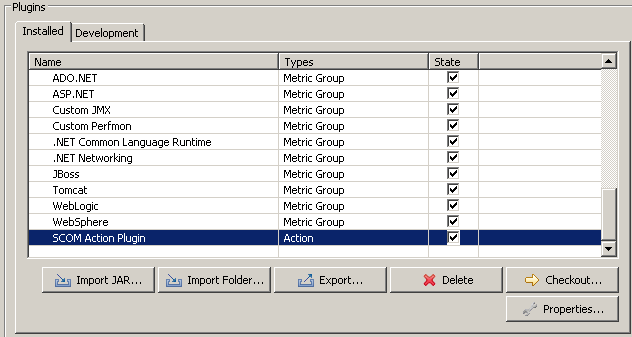 Plugins
Installed Development
Name Types State
ADO.NET Metric Group
ASP.NET Metric Group
Custom JMX Metric Group
Custom Perfmon Metric Group
.NET Common Language Runtime Metric Group
.NET Networking Metric Group
JBoss Metric Group
Tomcat Metric Group
WebLogic Metric Group
WebSphere Metric Group
SCOM Action Plugin Action
Import JAR... Import Folder... Export... Delete Checkout...
Properties...